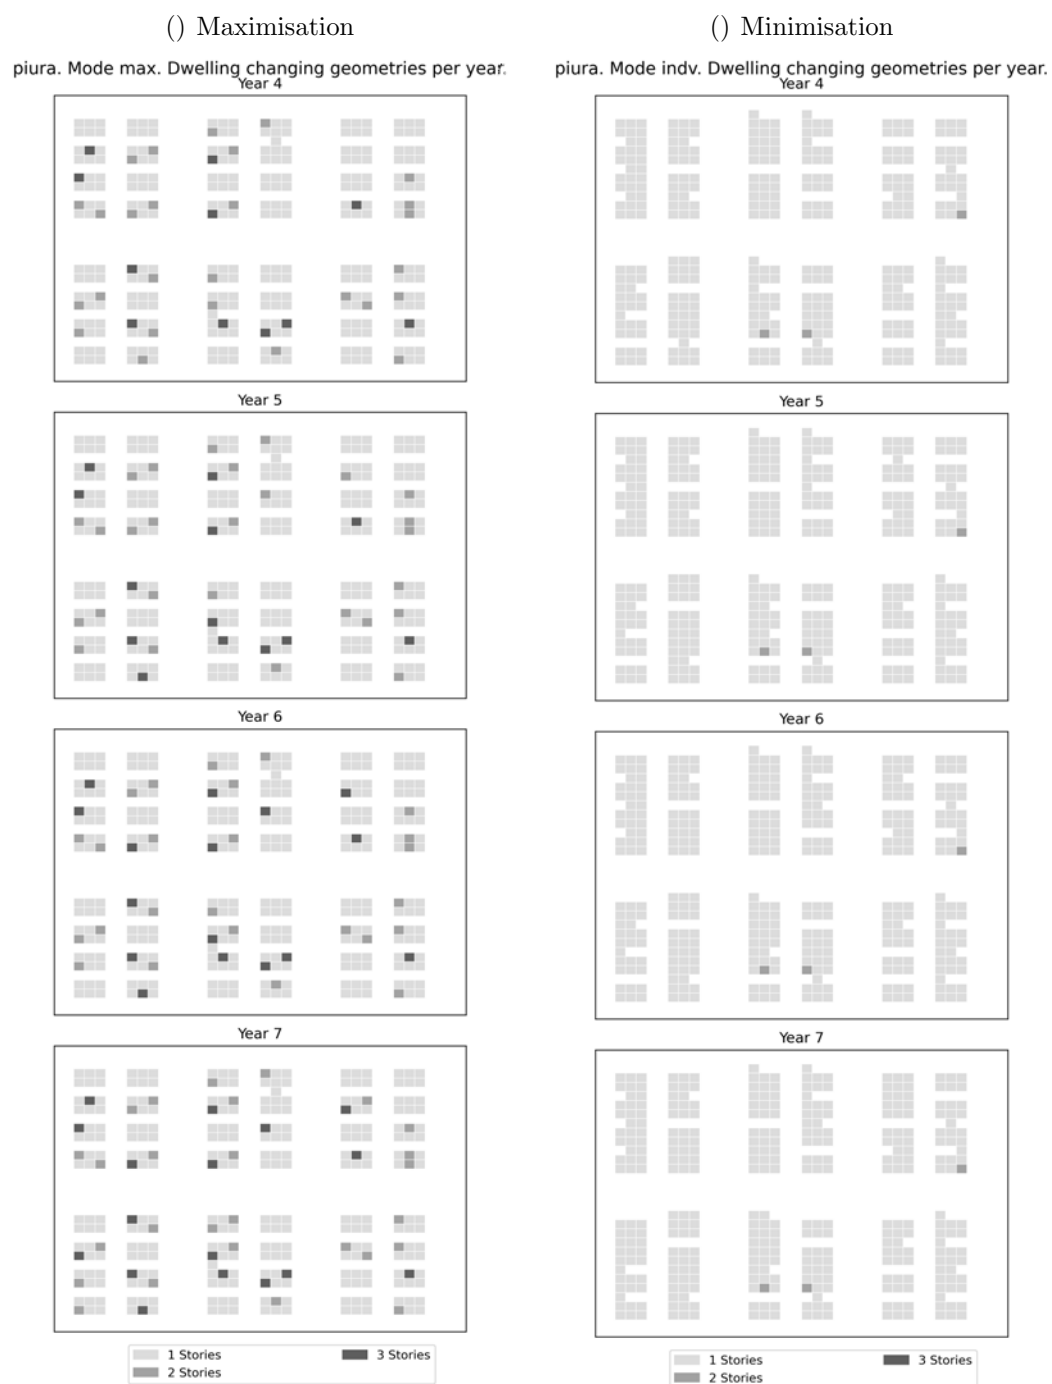 () Maximisation
piura. Mode max. Dwelling changing geometries per year.
Year 4
Year 5
Year 6
Year 7
1 Stories
2 Stories
3 Stories
() Minimisation
piura. Mode indv. Dwelling changing geometries per year.
Year 4
Year 5
Year 6
Year 7
1 Stories
2 Stories
3 Stories